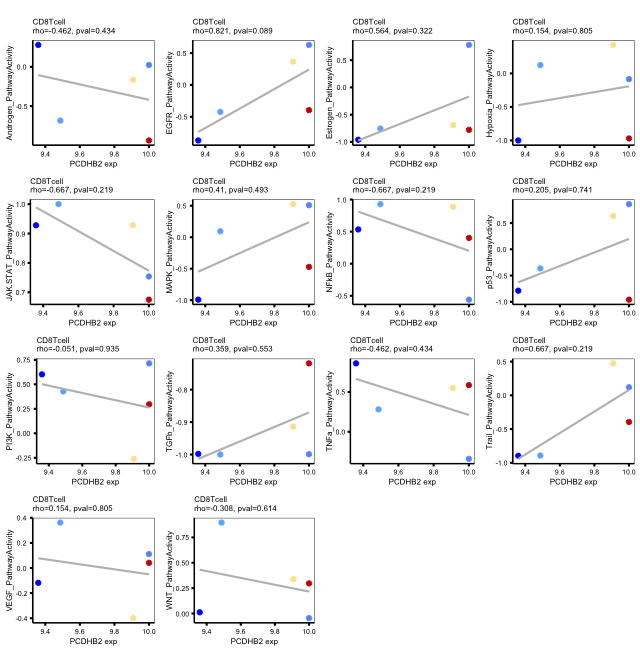 CD8Tcell
rho=-0.462, pval=0.434
Androgen_PathwayActivity
0.0
-0.5
9.4
9.6
9.8
10.0
PCDHB2 exp
CD8Tcell
rho=0.821, pval=0.089
EGFR_PathwayActivity
0.5
0.0
-0.5
9.4
9.6
9.8
10.0
PCDHB2 exp
CD8Tcell
rho=0.564, pval=0.322
Estrogen_PathwayActivity
0.5
0.0
-0.5
-1.0
9.4
9.6
9.8
10.0
PCDHB2 exp
CD8Tcell
rho=0.154, pval=0.805
Hypoxia_PathwayActivity
0.0
-0.5
-1.0
9.4
9.6
9.8
10.0
PCDHB2 exp
CD8Tcell
rho=-0.667, pval=0.219
JAK-STAT_PathwayActivity
1.0
0.9
0.8
0.7
9.4
9.6
9.8
10.0
PCDHB2 exp
CD8Tcell
rho=0.41, pval=0.493
MAPK_PathwayActivity
0.5
0.0
-0.5
-1.0
9.4
9.6
9.8
10.0
PCDHB2 exp
CD8Tcell
rho=-0.667, pval=0.219
NFkB_PathwayActivity
1.0
0.5
0.0
-0.5
9.4
9.6
9.8
10.0
PCDHB2 exp
CD8Tcell
rho=0.205, pval=0.741
p53_PathwayActivity
1.0
0.5
0.0
-0.5
-1.0
9.4
9.6
9.8
10.0
PCDHB2 exp
CD8Tcell
rho=-0.051, pval=0.935
PI3K_PathwayActivity
0.75
0.50
0.25
0.00
-0.25
9.4
9.6
9.8
10.0
PCDHB2 exp
CD8Tcell
rho=0.359, pval=0.553
TGFb_PathwayActivity
-0.8
-0.9
-1.0
9.4
9.6
9.8
10.0
PCDHB2 exp
CD8Tcell
rho=-0.462, pval=0.434
TNFa_PathwayActivity
0.5
0.0
9.4
9.6
9.8
10.0
PCDHB2 exp
CD8Tcell
rho=0.667, pval=0.219
Trail_PathwayActivity
0.5
0.0
-0.5
-1.0
9.4
9.6
9.8
10.0
PCDHB2 exp
CD8Tcell
rho=0.154, pval=0.805
VEGF_PathwayActivity
0.4
0.2
0.0
-0.2
-0.4
9.4
9.6
9.8
10.0
PCDHB2 exp
CD8Tcell
rho=-0.308, pval=0.614
WNT_PathwayActivity
0.75
0.50
0.25
0.00
9.4
9.6
9.8
10.0
PCDHB2 exp